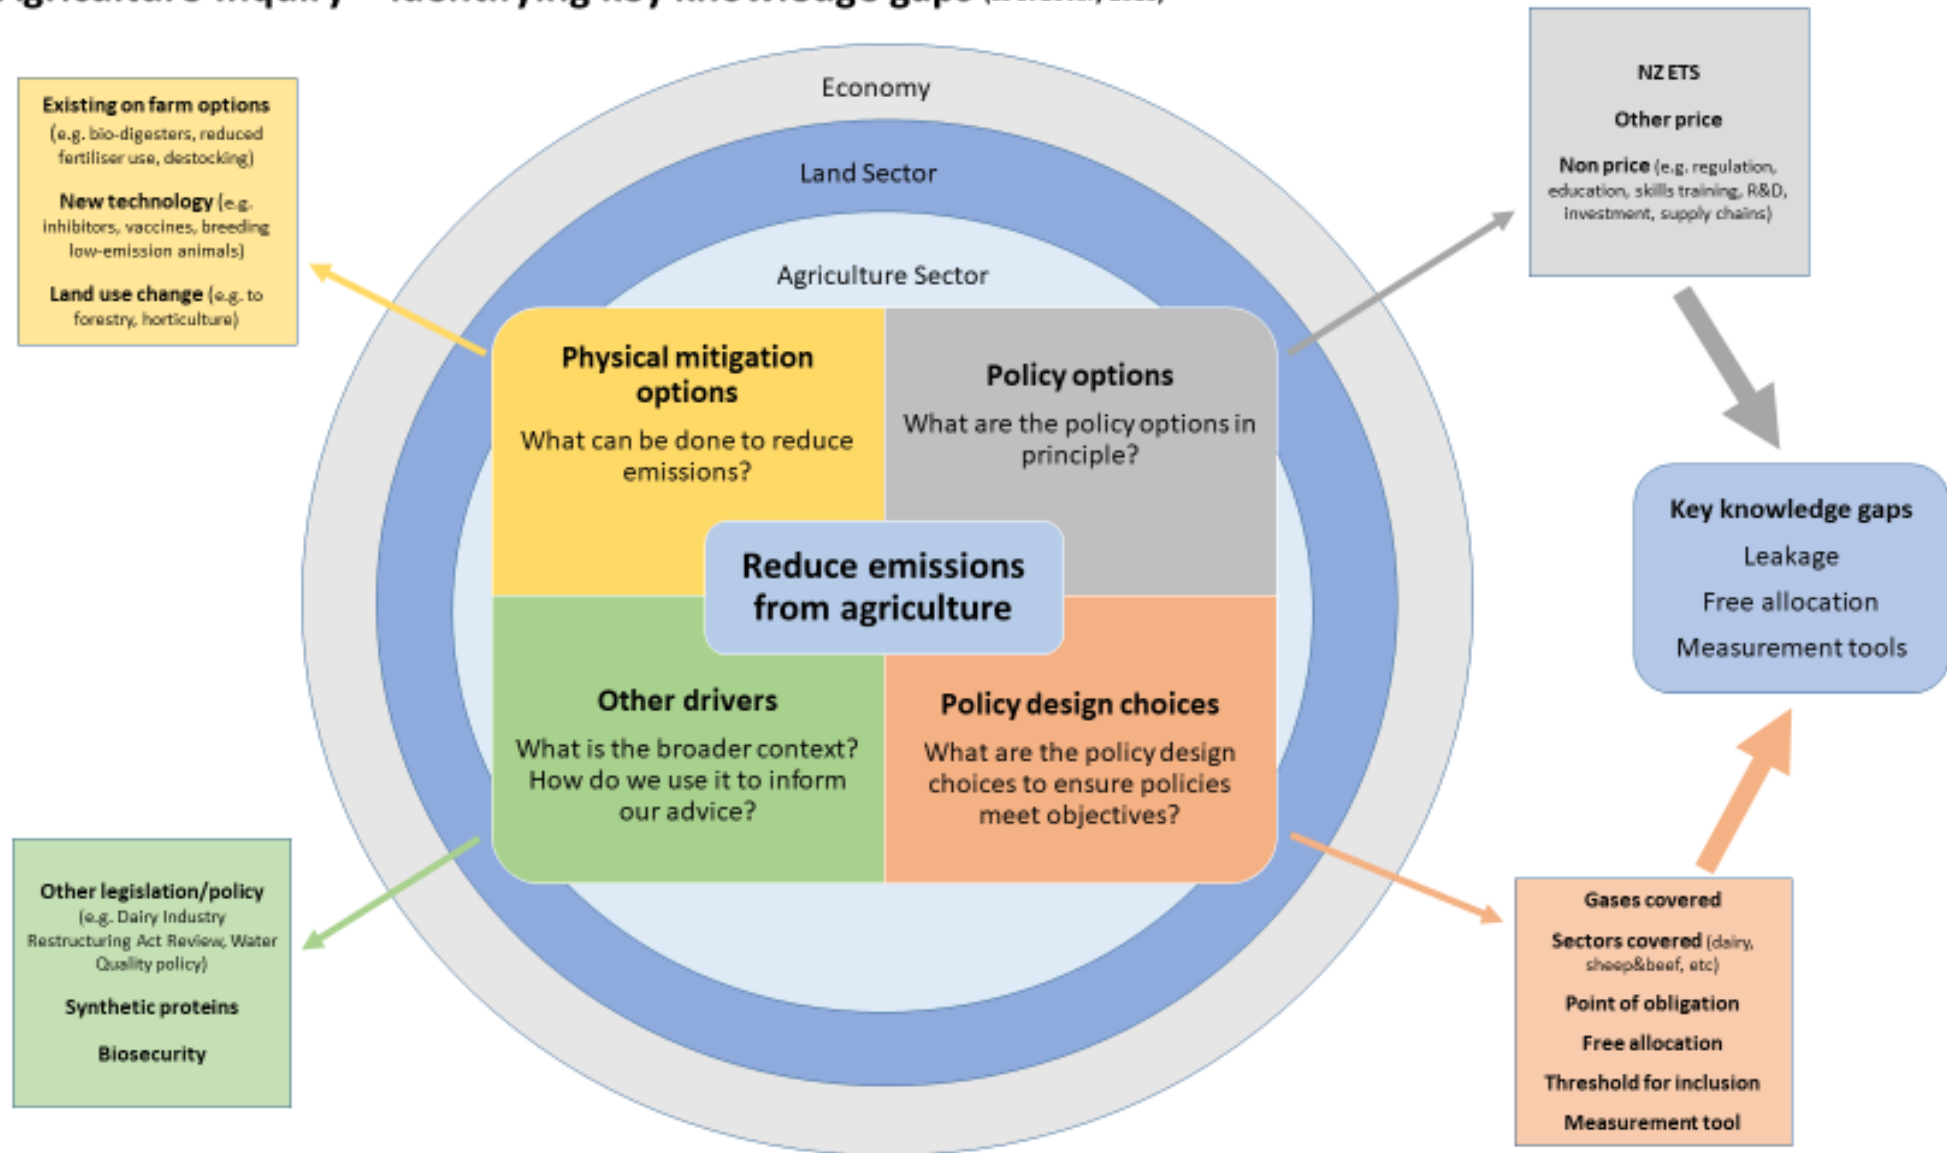 Agriculture Inquiry – identifying key knowledge gaps
Existing on farm options
(e.g. bio-digesters, reduced
fertiliser use, destocking)
New technology (e.g.
inhibitors, vaccines, breeding
low-emission animals)
Land use change (e.g. to
forestry, horticulture)
Economy
Land Sector
Agriculture Sector
Physical mitigation
options
What can be done to reduce
emissions?
Policy options
What are the policy options in
principle?
Reduce emissions
from agriculture
Other drivers
What is the broader context?
How do we use it to inform
our advice?
Policy design choices
What are the policy design
choices to ensure policies
meet objectives?
NZ ETS
Other price
Non price (e.g. regulation,
education, skills training, R&D,
investment, supply chains)
Key knowledge gaps
Leakage
Free allocation
Measurement tools
Other legislation/policy
(e.g. Dairy Industry
Restructuring Act Review, Water
Quality policy)
Synthetic proteins
Biosecurity
Gases covered
Sectors covered (dairy,
sheep&beef, etc)
Point of obligation
Free allocation
Threshold for inclusion
Measurement tool